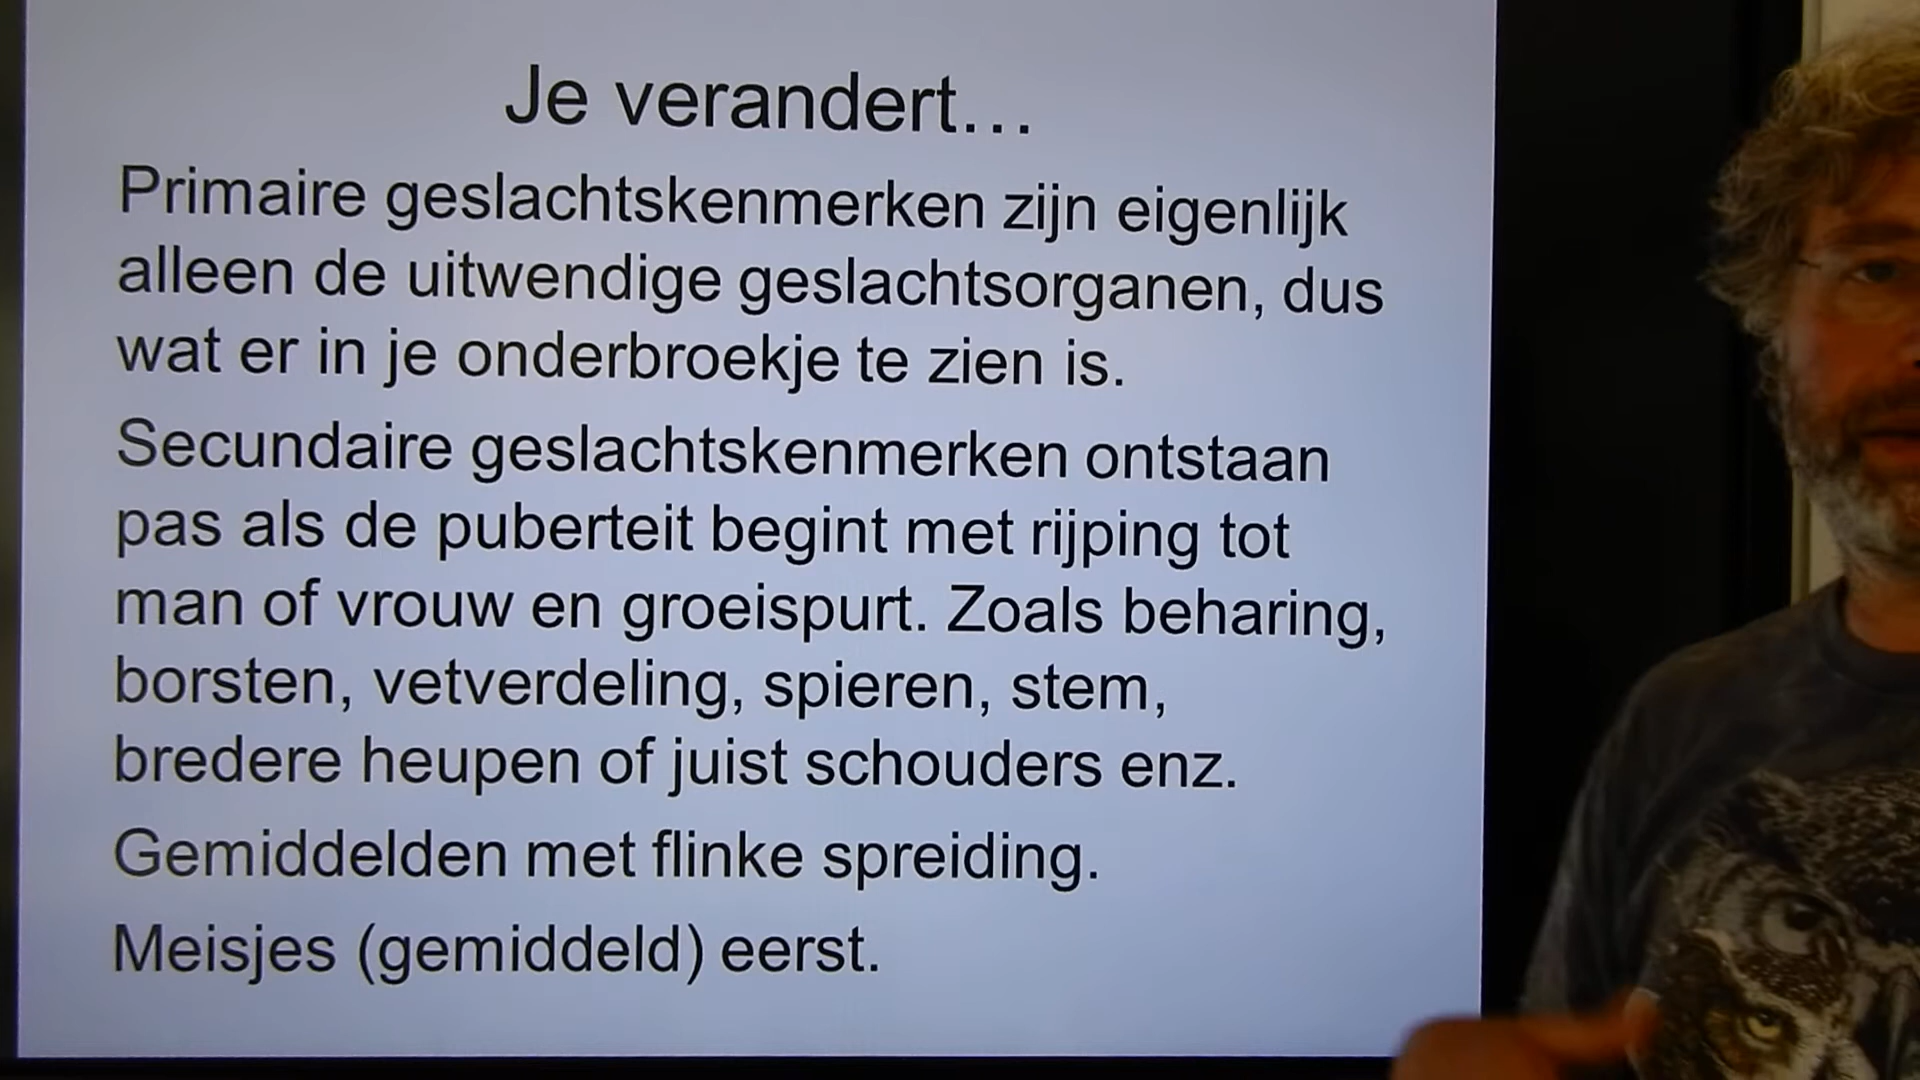 Je verandert...
Primaire geslachtskenmerken zijn eigenlijk
alleen de uitwendige geslachtsorganen, dus
wat er in je onderbroekje te zien is.
Secundaire geslachtskenmerken ontstaan
pas als de puberteit begint met rijping tot
man of vrouw en groeispurt. Zoals beharing,
borsten, vetverdeling, spieren, stem,
bredere heupen of juist schouders enz.
Gemiddelden met flinke spreiding.
Meisjes (gemiddeld) eerst.